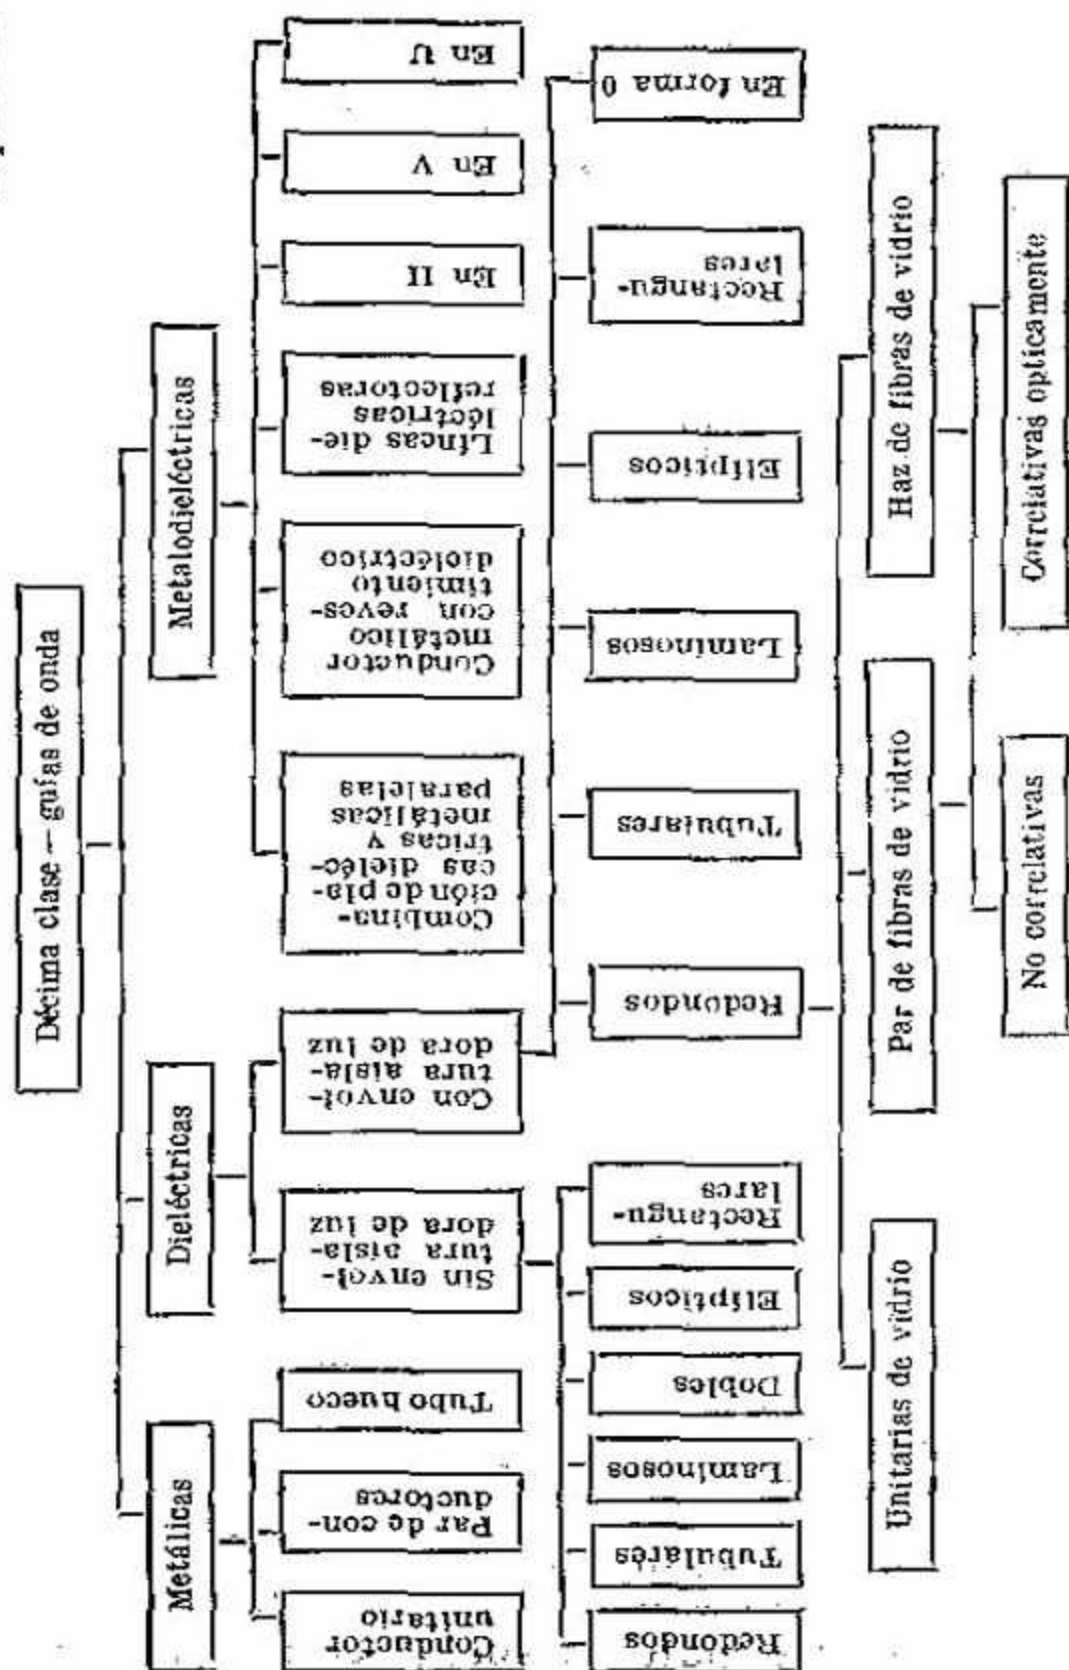 Décima clase — guías de onda
Metálicas
Dieléctricas
Metalodieléctricas
Conductor
unitario
Par de con-
ductores
Tubo hueco
Sin envol-
tura aisla-
dora de luz
Con envol-
tura aisla-
dora de luz
Combina-
ción de pla-
cas dieléc-
tricas y
metálicas
paralelas
Conductor
metálico
con reves-
timiento
dieléctrico
Líneas die-
léctricas
reflectoras
En H
En V
En U
Redondos
Tubulares
Laminosos
Dobles
Elípticos
Rectangu-
lares
Redondos
Tubulares
Laminosos
Elípticos
Rectangu-
lares
En forma θ
Unitarias de vidrio
Par de fibras de vidrio
Haz de fibras de vidrio
No correlativas
Correlativas opticamente